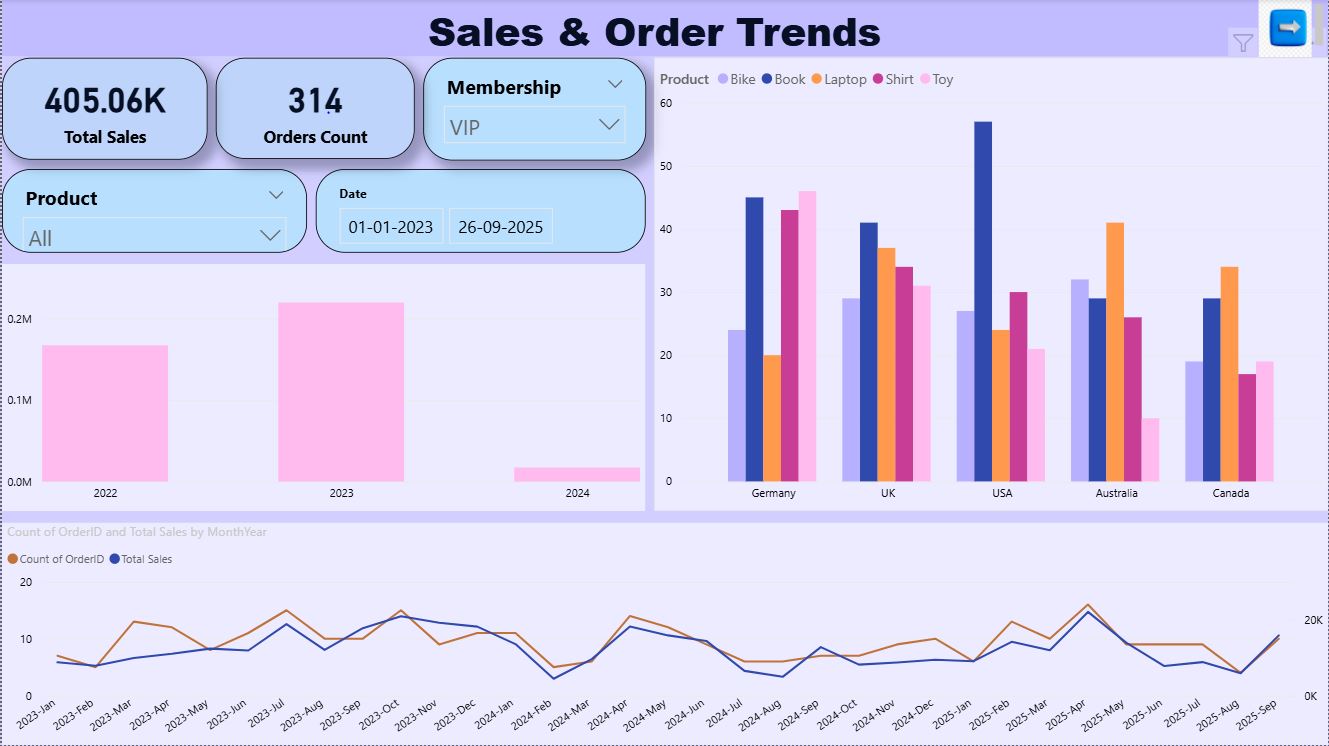 Sales & Order Trends
405.06K
Total Sales
314
Orders Count
Membership
VIP
Product
All
Date
01-01-2023 26-09-2025
0.2M
0.1M
0.0M
2022 2023 2024
Product Bike Book Laptop Shirt Toy
60
50
40
30
20
10
0
Germany UK USA Australia Canada
Count of OrderID and Total Sales by MonthYear
Count of OrderID Total Sales
20
10
0
20K
0K
2023-Jan 2023-Feb 2023-Mar 2023-Apr 2023-May 2023-Jun 2023-Jul 2023-Aug 2023-Sep 2023-Oct 2023-Nov 2023-Dec 2024-Jan 2024-Feb 2024-Mar 2024-Apr 2024-May 2024-Jun 2024-Jul 2024-Aug 2024-Sep 2024-Oct 2024-Nov 2024-Dec 2025-Jan 2025-Feb 2025-Mar 2025-Apr 2025-May 2025-Jun 2025-Jul 2025-Aug 2025-Sep